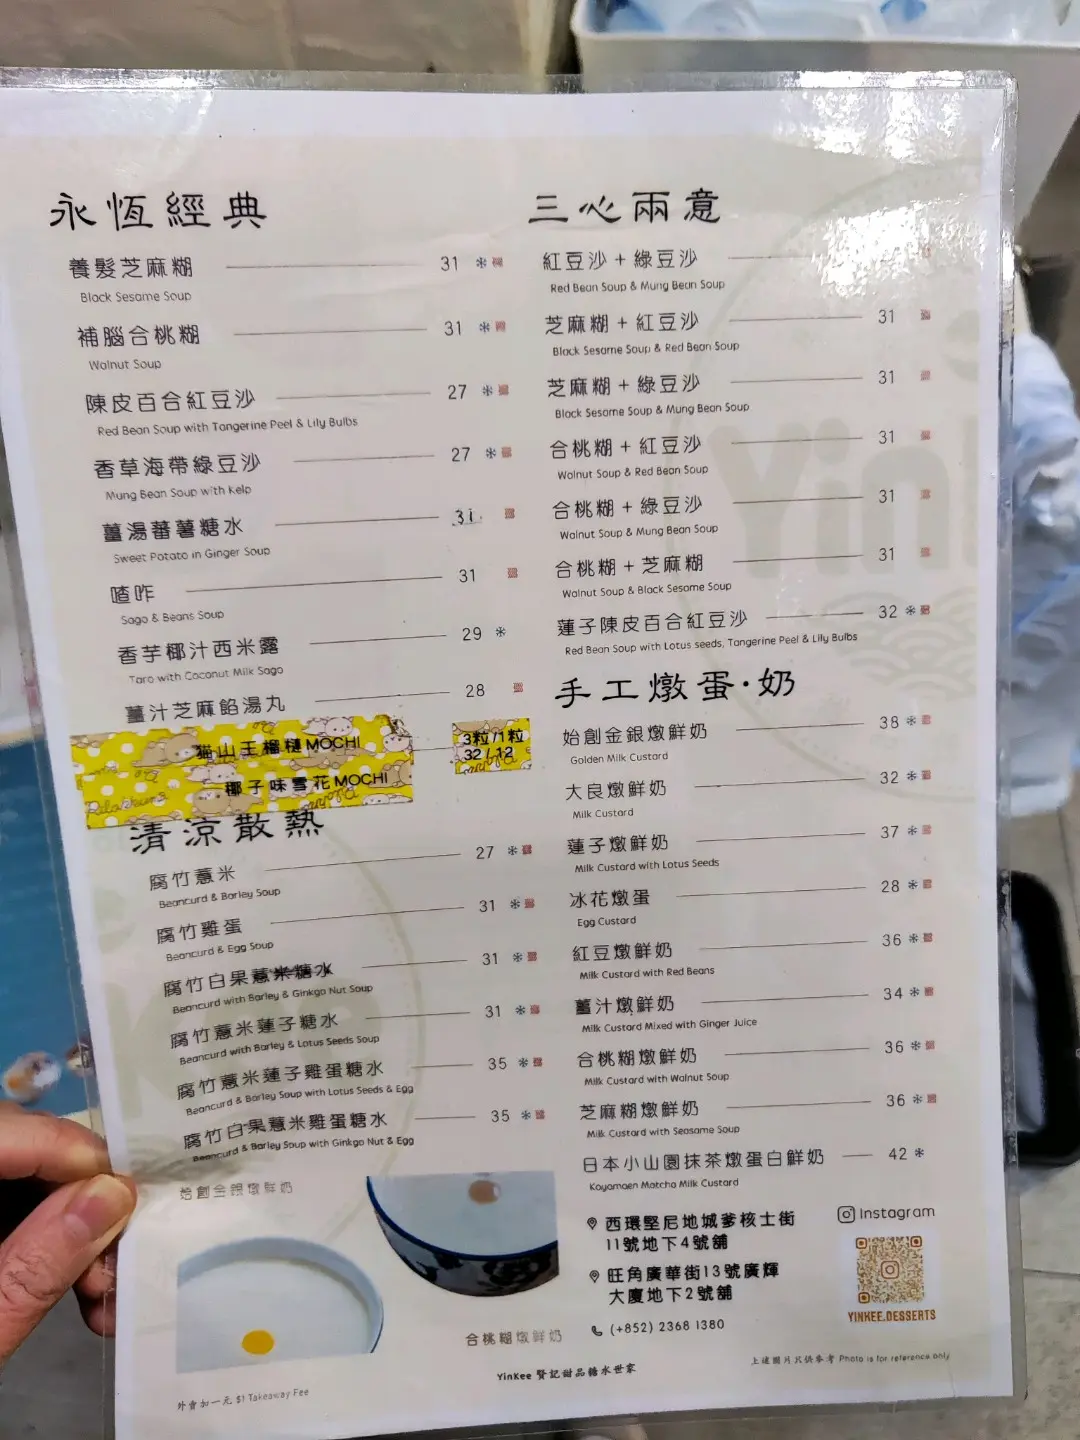 永恆經典
養髮芝麻糊 31
Black Sesame Soup
補腦合桃糊 31
Walnut Soup
陳皮百合紅豆沙 27
Red Bean Soup with Tangerine Peel & Lily Bulbs
香草海帶綠豆沙 27
Mung Bean Soup with Kelp
薑湯蕃薯糖水 31
Sweet Potato in Ginger Soup
喳咋 31
Sago & Beans Soup
香芋椰汁西米露 29
Taro with Coconut Milk Sago
薑汁芝麻餡湯丸 28
貓山王榴槤MOCHI 3粒/1粒
32/12
椰子味雪花MOCHI
清涼散熱
腐竹薏米 27
Beancurd & Barley Soup
腐竹雞蛋 31
Beancurd & Egg Soup
腐竹白果薏米糖水 31
Beancurd with Barley & Ginkgo Nut Soup
腐竹薏米蓮子糖水 31
Beancurd with Barley & Lotus Seeds Soup
腐竹薏米蓮子雞蛋糖水 35
Beancurd & Barley Soup with Lotus Seeds & Egg
腐竹白果薏米雞蛋糖水 35
Beancurd & Barley Soup with Ginkgo Nut & Egg
始創金銀燉鮮奶
合桃糊燉鮮奶
外賣加一元 $1 Takeaway Fee
三心兩意
紅豆沙+綠豆沙
Red Bean Soup & Mung Bean Soup
芝麻糊+紅豆沙 31
Black Sesame Soup & Red Bean Soup
芝麻糊+綠豆沙 31
Black Sesame Soup & Mung Bean Soup
合桃糊+紅豆沙 31
Walnut Soup & Red Bean Soup
合桃糊+綠豆沙 31
Walnut Soup & Mung Bean Soup
合桃糊+芝麻糊 31
Walnut Soup & Black Sesame Soup
蓮子陳皮百合紅豆沙 32
Red Bean Soup with Lotus seeds, Tangerine Peel & Lily Bulbs
手工燉蛋·奶
始創金銀燉鮮奶 38
Golden Milk Custard
大良燉鮮奶 32
Milk Custard
蓮子燉鮮奶 37
Milk Custard with Lotus Seeds
冰花燉蛋 28
Egg Custard
紅豆燉鮮奶 36
Milk Custard with Red Beans
薑汁燉鮮奶 34
Milk Custard Mixed with Ginger Juice
合桃糊燉鮮奶 36
Milk Custard with Walnut Soup
芝麻糊燉鮮奶 36
Milk Custard with Seasame Soup
日本小山園抹茶燉蛋白鮮奶 42
Koyamaen Matcha Milk Custard
西環堅尼地城爹核士街
11號地下4號舖
旺角廣華街13號廣輝
大廈地下2號舖
(+852) 2368 1380
Instagram
YINKEE.DESSERTS
YinKee 賢記甜品糖水世家
上述圖片只供參考 Photo is for reference only